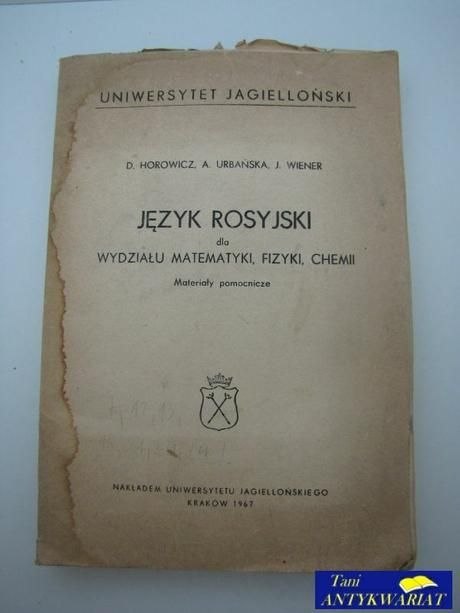 UNIWERSYTET JAGIELLOŃSKI
D. HOROWICZ, A. URBAŃSKA, J. WIENER
JĘZYK ROSYJSKI
dla
WYDZIAŁU MATEMATYKI, FIZYKI, CHEMII
Materiały pomocnicze
NAKŁADEM UNIWERSYTETU JAGIELLOŃSKIEGO
KRAKÓW 1967
Tani
ANTYKWARIAT